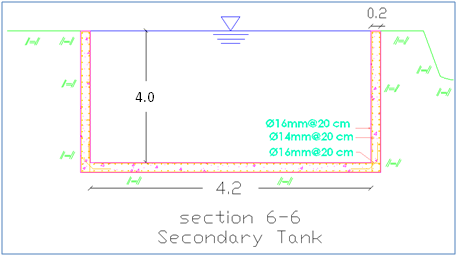 0.2
4.0
Ø16mm@20 cm
Ø14mm@20 cm
Ø16mm@20 cm
4.2
section 6-6
Secondary Tank